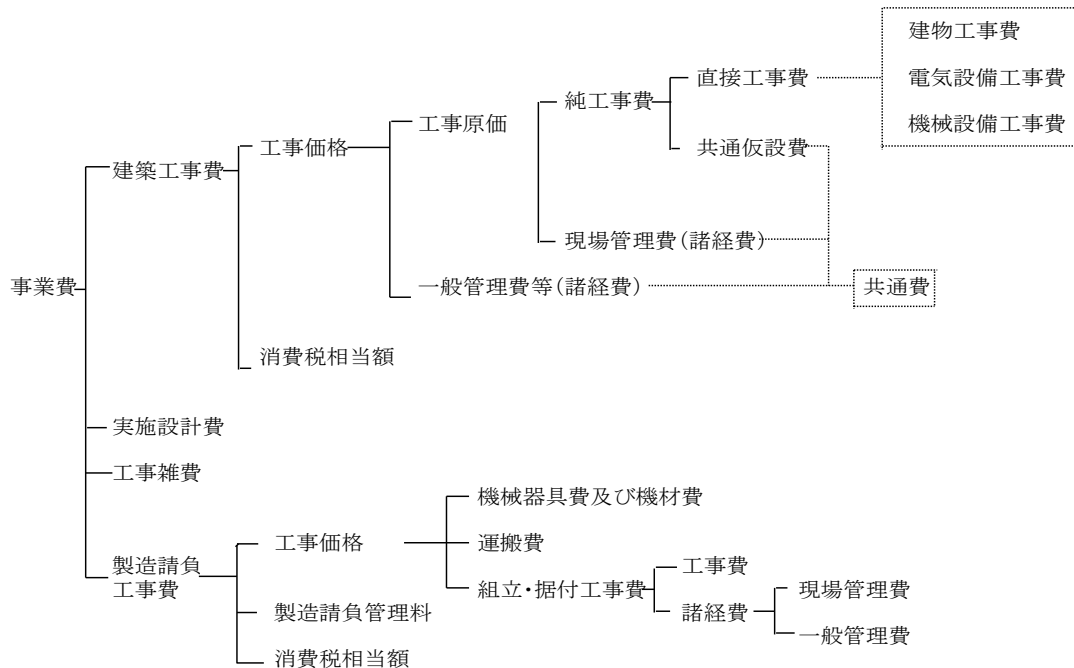 建物工事費
電気設備工事費
機械設備工事費
直接工事費
純工事費
共通仮設費
工事原価
工事価格
建築工事費
現場管理費(諸経費)
一般管理費等(諸経費)
共通費
事業費
消費税相当額
実施設計費
工事雑費
機械器具費及び機材費
工事価格
運搬費
製造請負
工事費
組立・据付工事費
工事費
諸経費
現場管理費
一般管理費
製造請負管理料
消費税相当額